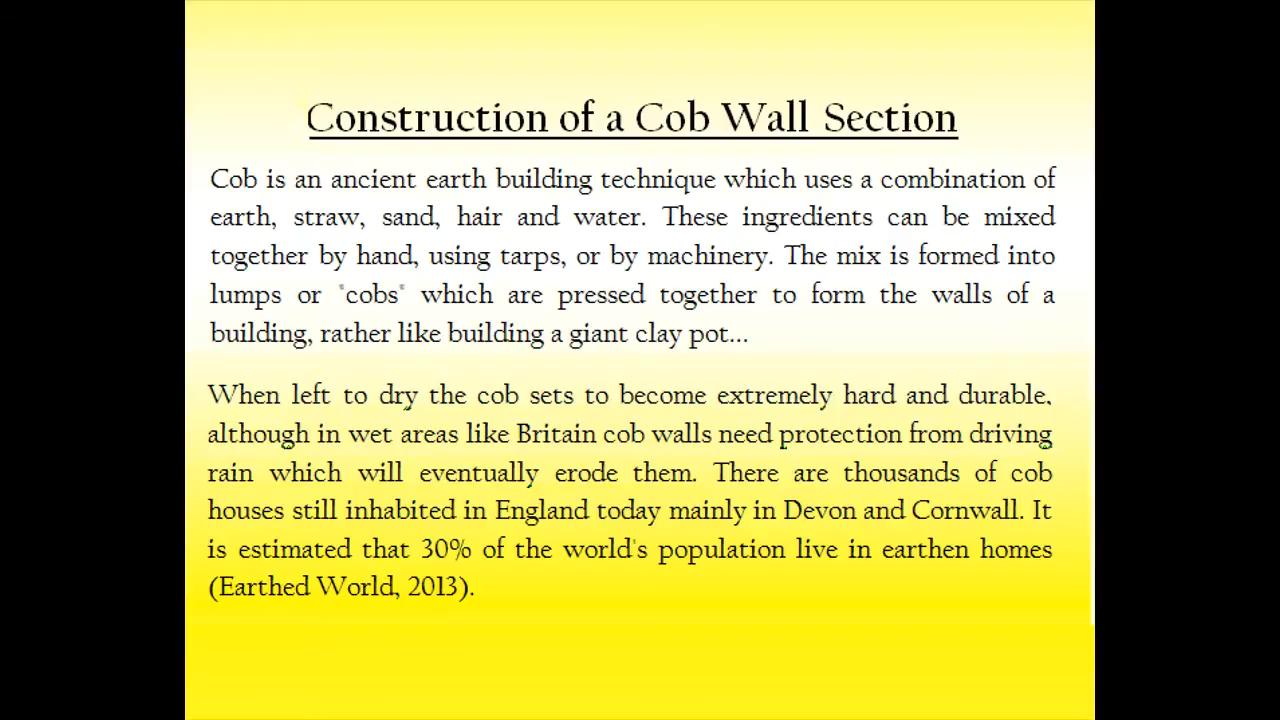 Construction of a Cob Wall Section
Cob is an ancient earth building technique which uses a combination of
earth, straw, sand, hair and water. These ingredients can be mixed
together by hand, using tarps, or by machinery. The mix is formed into
lumps or "cobs" which are pressed together to form the walls of a
building, rather like building a giant clay pot...
When left to dry the cob sets to become extremely hard and durable,
although in wet areas like Britain cob walls need protection from driving
rain which will eventually erode them. There are thousands of cob
houses still inhabited in England today mainly in Devon and Cornwall. It
is estimated that 30% of the world's population live in earthen homes
(Earthed World, 2013).